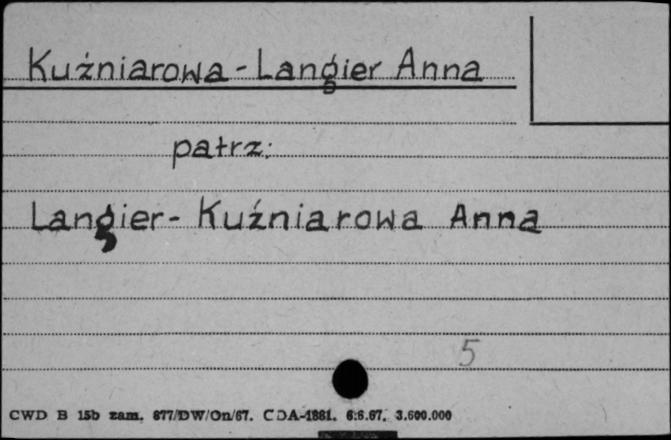 Kuźniarowa - Langier Anna
patrz:
Langier - Kuźniarowa Anna
5
CWD B 15b zam. 877/DW/On/67. CDA-1881. 6.6.67. 3.600.000